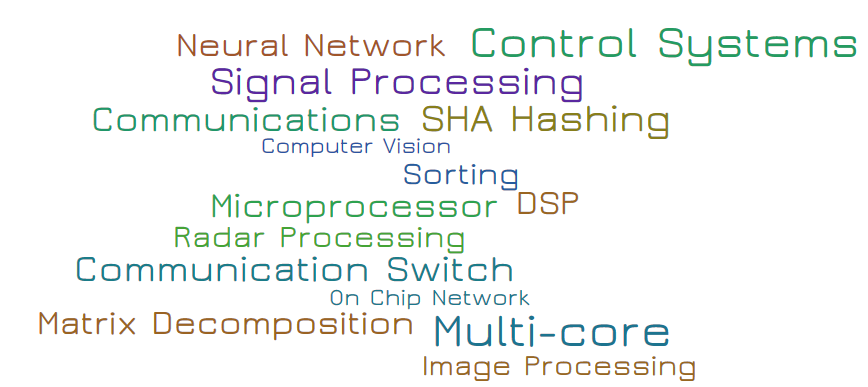 Neural Network Control Systems
Signal Processing
Communications SHA Hashing
Computer Vision
Sorting
Microprocessor DSP
Radar Processing
Communication Switch
On Chip Network
Matrix Decomposition Multi-core
Image Processing